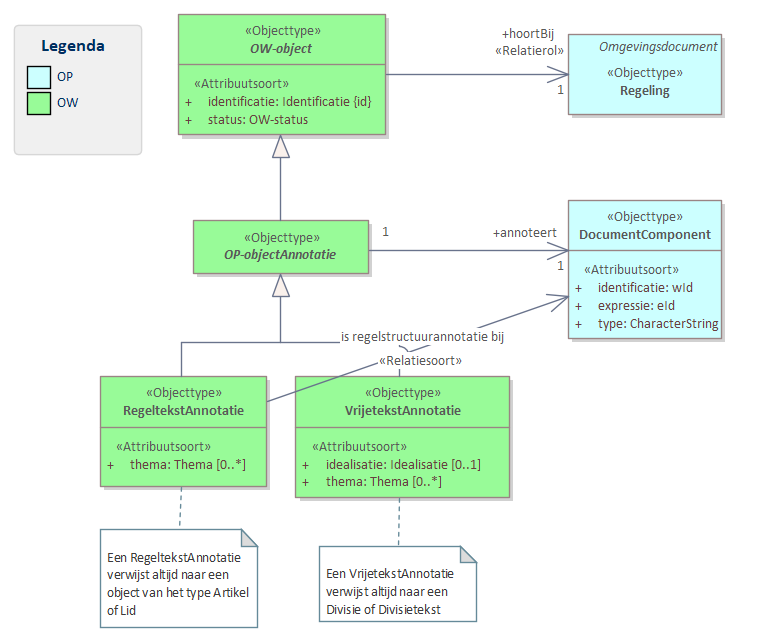 Legenda
OP
OW
«Objecttype»
OW-object
«Attribuutsoort»
+ identificatie: Identificatie {id}
+ status: OW-status
+hoortBij
«Relatierol»
1
Omgevingsdocument
«Objecttype»
Regeling
«Objecttype»
OP-objectAnnotatie
1
+annoteert
1
«Objecttype»
DocumentComponent
«Attribuutsoort»
+ identificatie: wId
+ expressie: eId
+ type: CharacterString
is regelstructuurannotatie bij
«Relatiesoort»
«Objecttype»
RegeltekstAnnotatie
«Attribuutsoort»
+ thema: Thema [0..*]
«Objecttype»
VrijetekstAnnotatie
«Attribuutsoort»
+ idealisatie: Idealisatie [0..1]
+ thema: Thema [0..*]
Een RegeltekstAnnotatie
verwijst altijd naar een
object van het type Artikel
of Lid
Een VrijetekstAnnotatie
verwijst altijd naar een
Divisie of Divisietekst